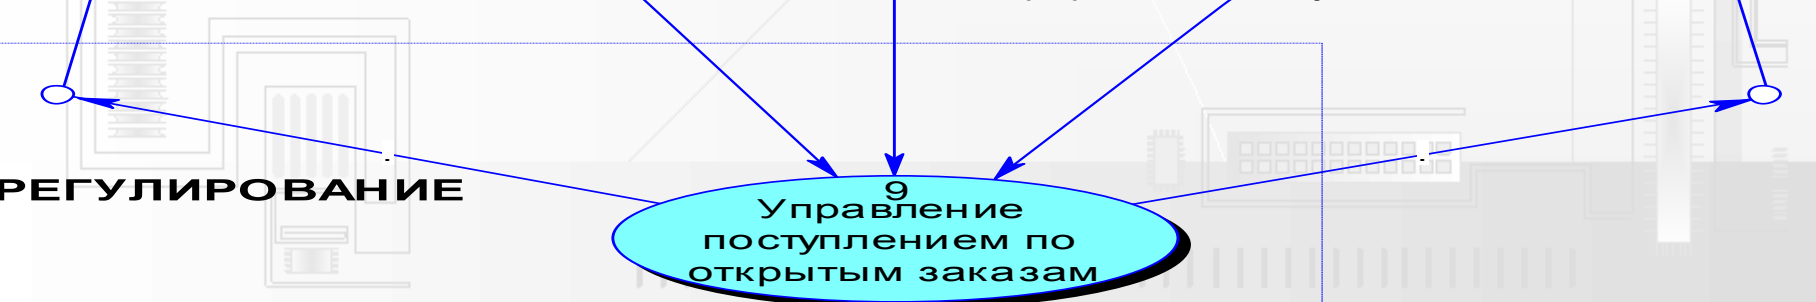 -
-
РЕГУЛИРОВАНИЕ
9
Управление
поступлением по
открытым заказам